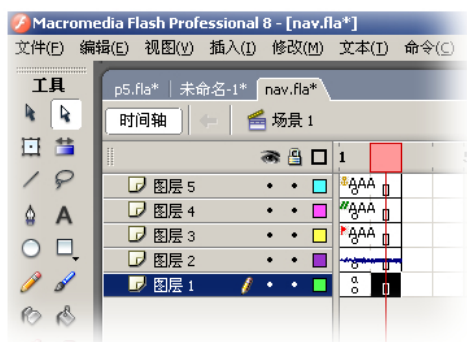 Macromedia Flash Professional 8 - [nav.fla*]
文件(F) 编辑(E) 视图(V) 插入(I) 修改(M) 文本(T) 命令(C)
工具
p5.fla* 未命名-1* nav.fla*
时间轴 场景 1
1
图层 5 AAA
图层 4 AAA
图层 3 AAA
图层 2
图层 1 a
A